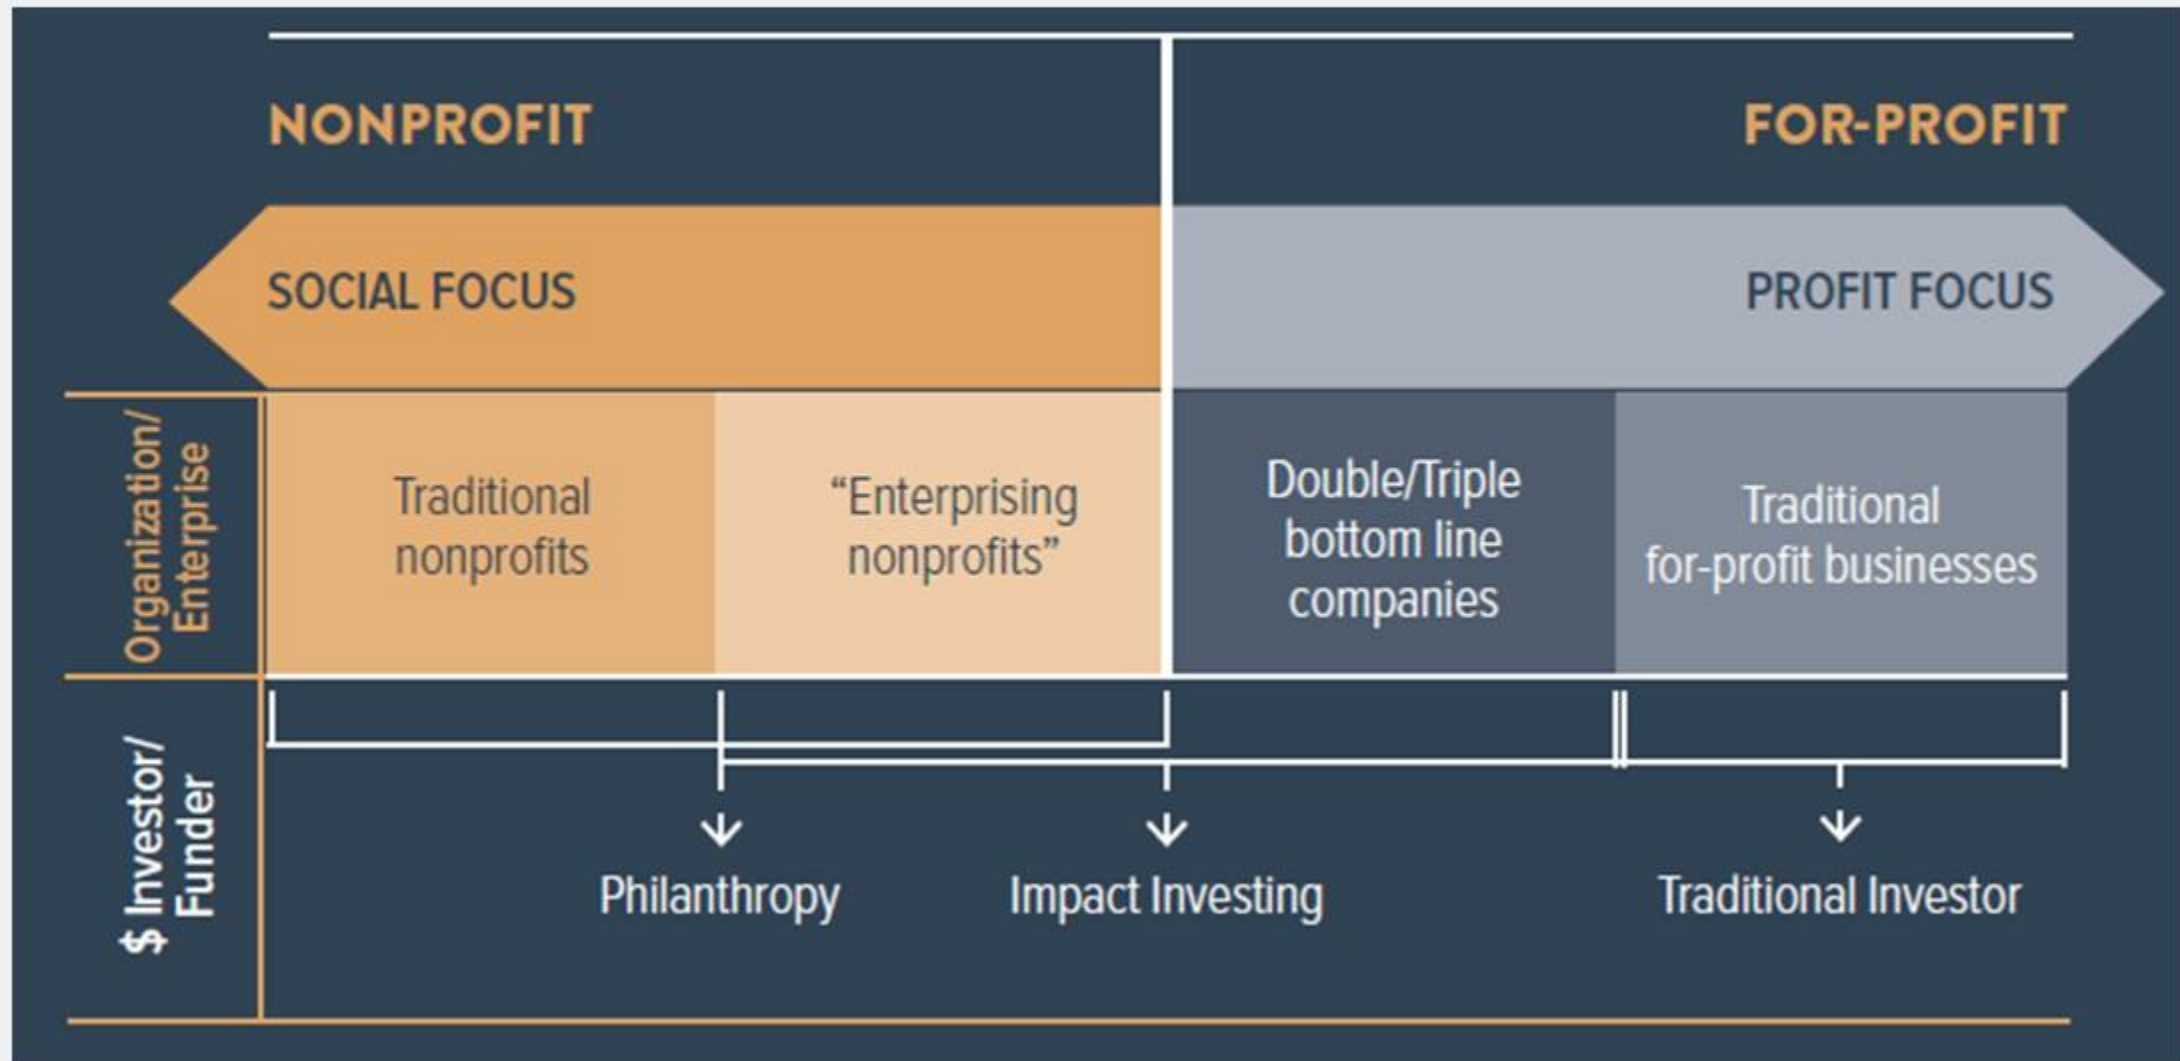 NONPROFIT
FOR-PROFIT
SOCIAL FOCUS
PROFIT FOCUS
Organization/
Enterprise
Traditional
nonprofits
“Enterprising
nonprofits”
Double/Triple
bottom line
companies
Traditional
for-profit businesses
$ Investor/
Funder
Philanthropy
Impact Investing
Traditional Investor